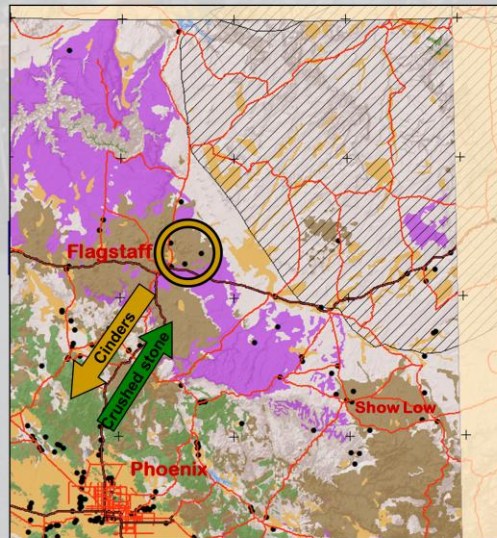 Flagstaff
Cinders
Crushed stone
Show Low
Phoenix